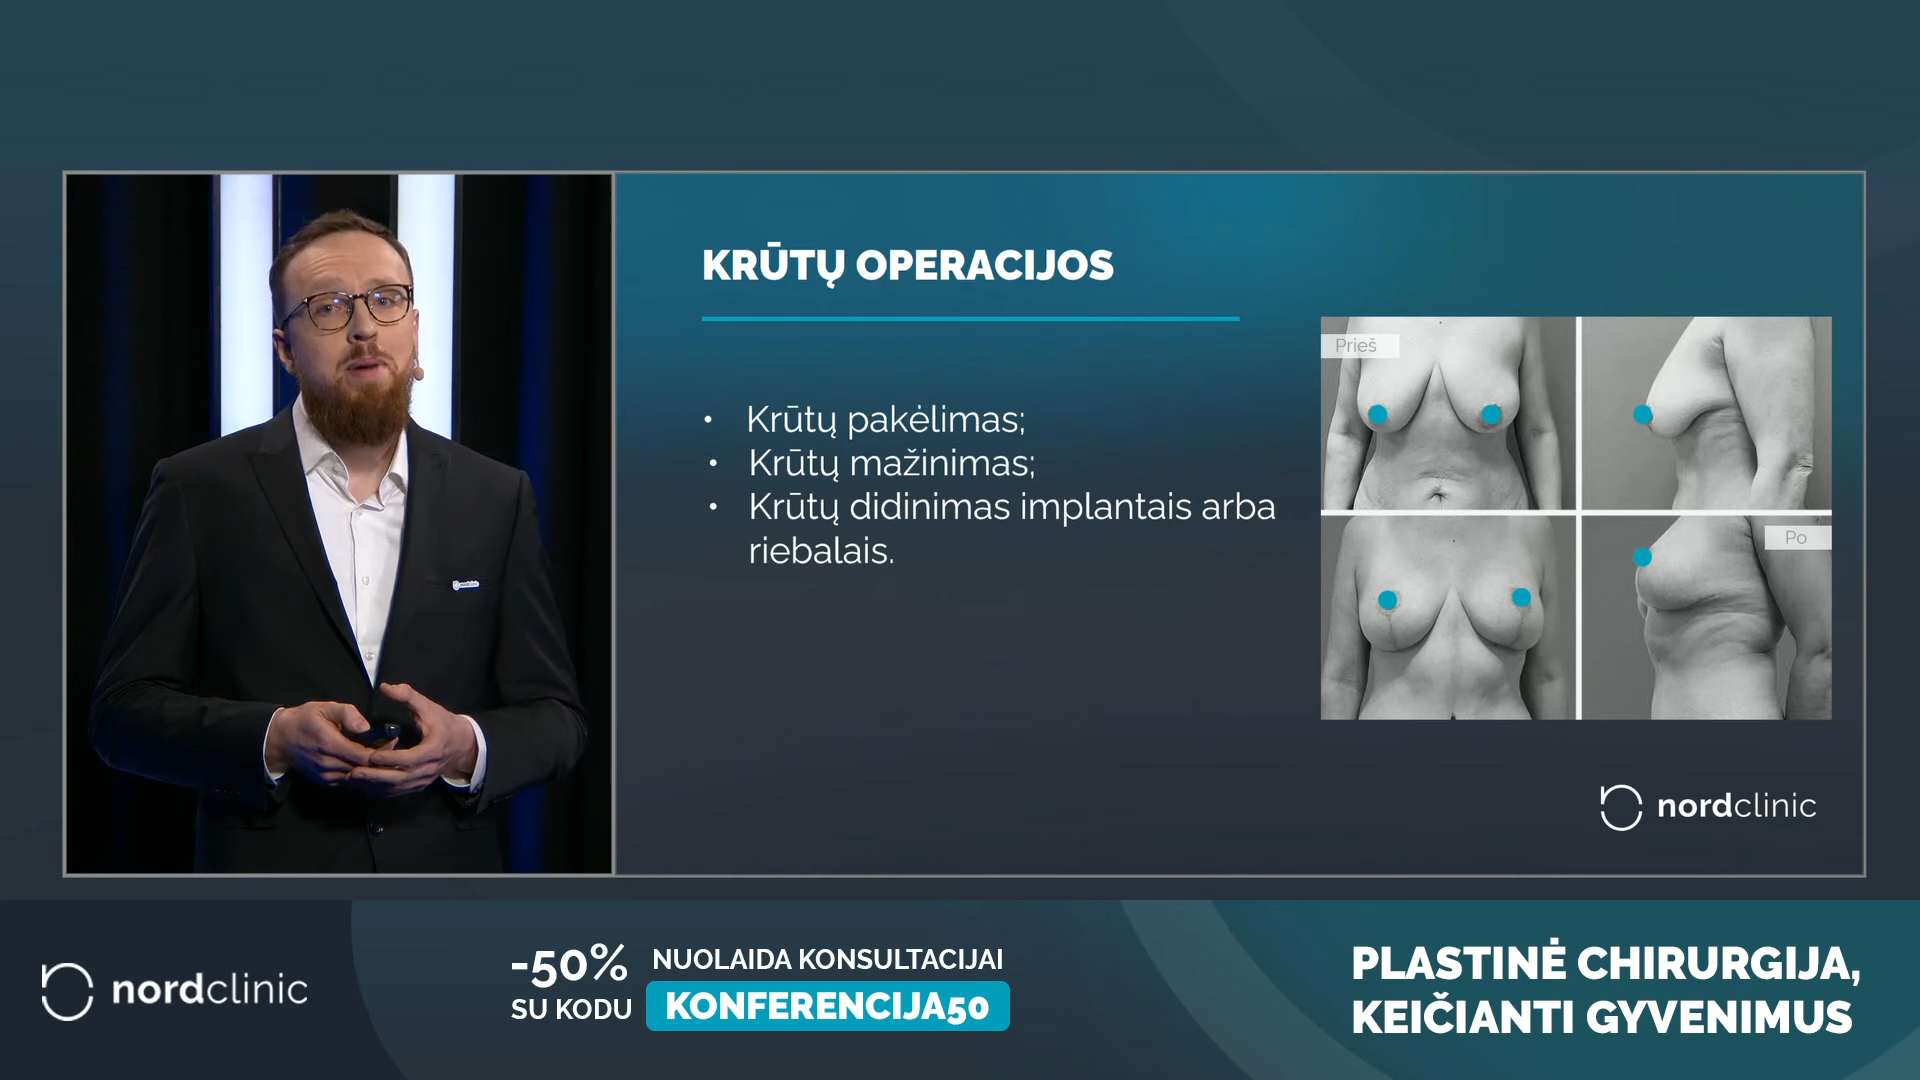 KRŪTŲ OPERACIJOS
• Krūtų pakėlimas;
• Krūtų mažinimas;
• Krūtų didinimas implantais arba
riebalais.
Prieš
Po
nordclinic
nordclinic
-50% NUOLAIDA KONSULTACIJAI
SU KODU KONFERENCIJA50
PLASTINĖ CHIRURGIJA,
KEIČIANTI GYVENIMUS